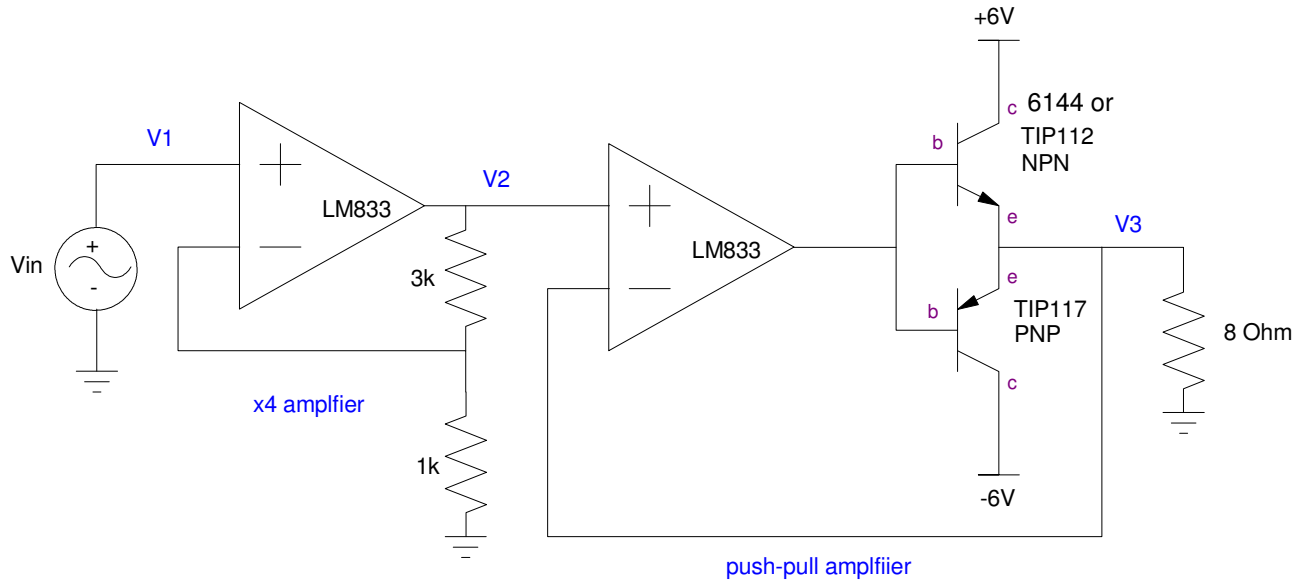 +6V
c 6144 or
TIP112
NPN
b
V1
V2
LM833
e
V3
LM833
Vin
+
-
3k
e
b
TIP117
PNP
8 Ohm
c
x4 amplfier
1k
-6V
push-pull amplfiier